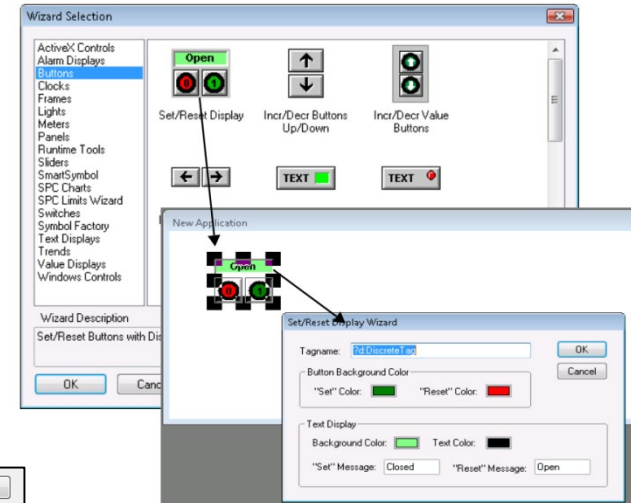 Wizard Selection
ActiveX Controls
Alarm Displays
Buttons
Clocks
Frames
Lights
Meters
Panels
Runtime Tools
Sliders
SmartSymbol
SPC Charts
SPC Limits Wizard
Switches
Symbol Factory
Text Displays
Trends
Value Displays
Windows Controls
Open
0 1
Set/Reset Display
Incr/Decr Buttons
Up/Down
Incr/Decr Value
Buttons
TEXT
TEXT
Wizard Description
Set/Reset Buttons with
OK
New Application
Open
0 1
Set/Reset Display Wizard
Tagname: ?d:DiscreteTag
OK
Cancel
Button Background Color
"Set" Color: "Reset" Color:
Text Display
Background Color: Text Color:
"Set" Message: Closed "Reset" Message: Open